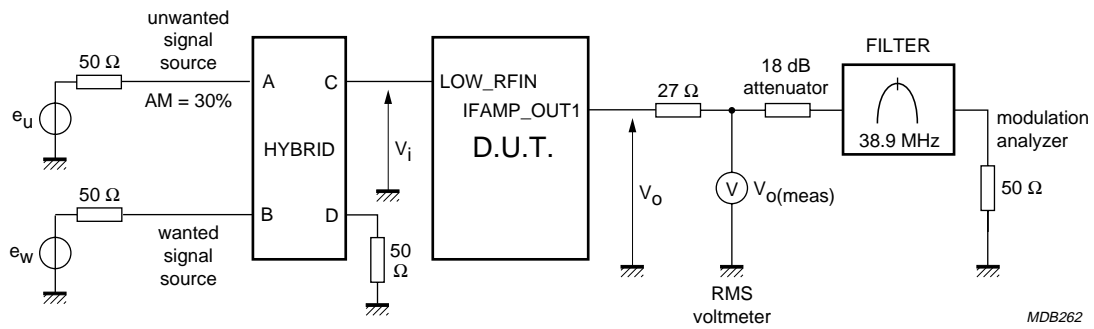 unwanted
signal
source
50 Ω
AM = 30%
e_u
A
C
HYBRID
B
D
50 Ω
e_w
wanted
signal
source
50
Ω
V_i
LOW_RFIN
IFAMP_OUT1
D.U.T.
V_o
27 Ω
V
V_o(meas)
RMS
voltmeter
18 dB
attenuator
FILTER
38.9 MHz
modulation
analyzer
50 Ω
MDB262